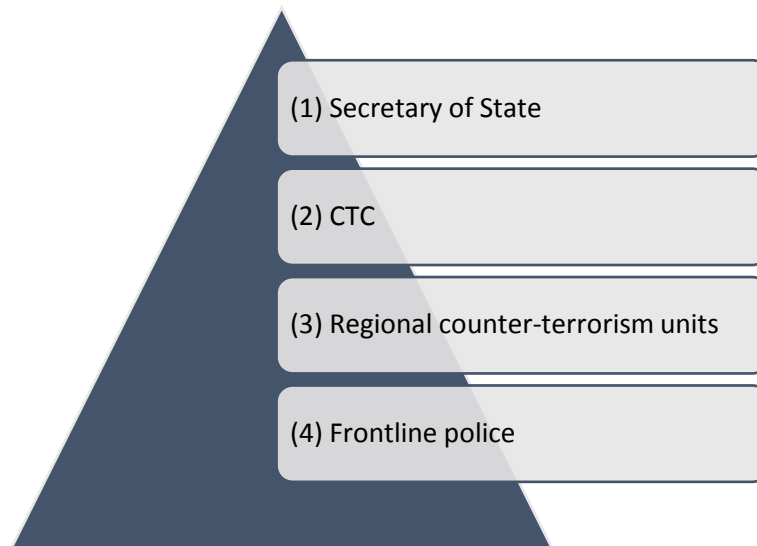 (1) Secretary of State
(2) CTC
(3) Regional counter-terrorism units
(4) Frontline police